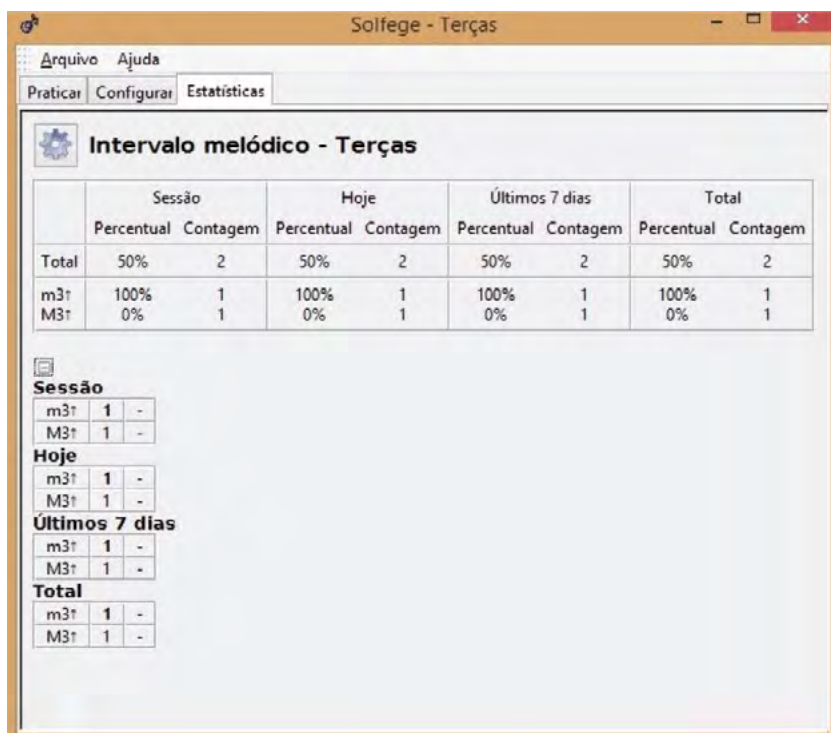 Solfege - Terças
Arquivo Ajuda
Praticar Configurar Estatísticas
Intervalo melódico - Terças
Sessão Hoje Últimos 7 dias Total
Percentual Contagem Percentual Contagem Percentual Contagem Percentual Contagem
Total 50% 2 50% 2 50% 2 50% 2
m3↑ 100% 1 100% 1 100% 1 100% 1
M3↑ 0% 1 0% 1 0% 1 0% 1
Sessão
m3↑ 1 -
M3↑ 1 -
Hoje
m3↑ 1 -
M3↑ 1 -
Últimos 7 dias
m3↑ 1 -
M3↑ 1 -
Total
m3↑ 1 -
M3↑ 1 -